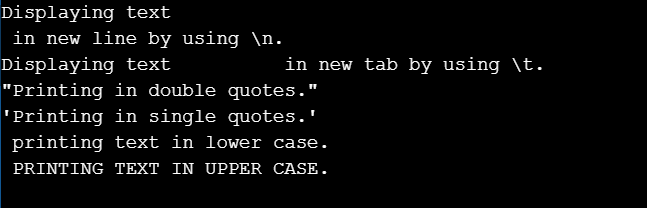 Displaying text
 in new line by using \n.
Displaying text          in new tab by using \t.
"Printing in double quotes."
'Printing in single quotes.'
 printing text in lower case.
 PRINTING TEXT IN UPPER CASE.